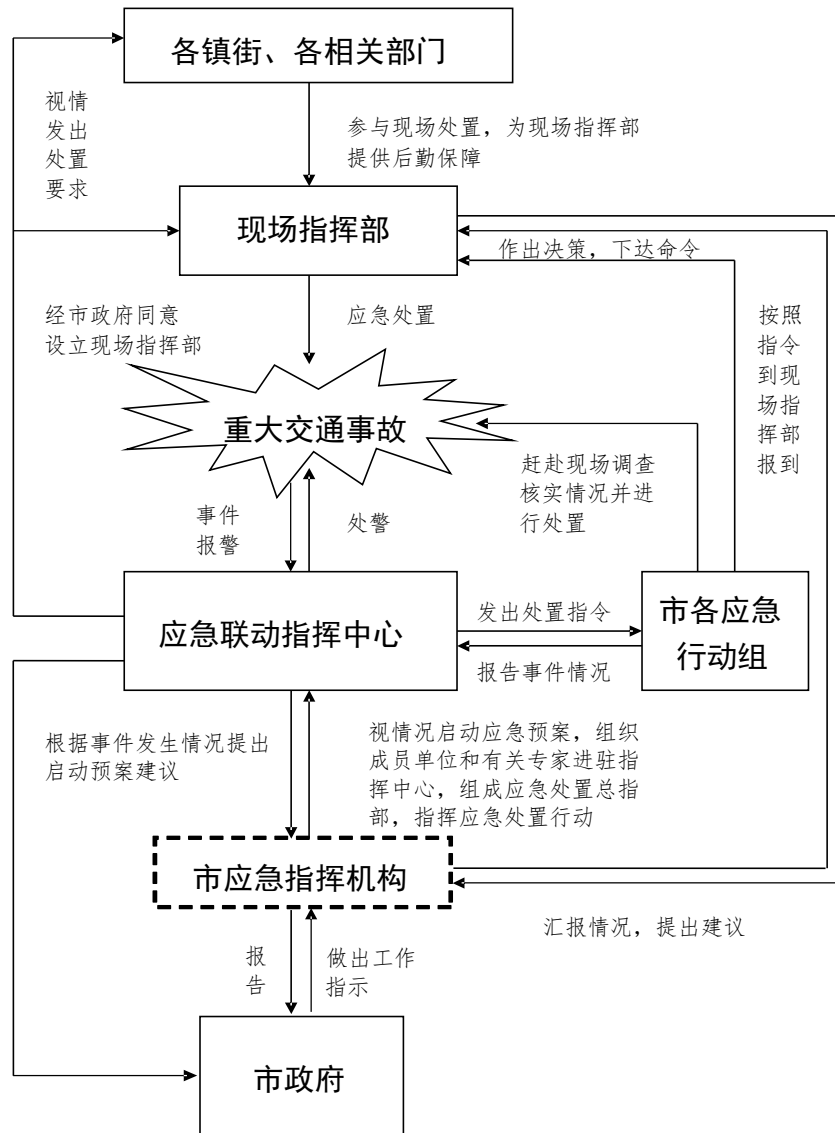 各镇街、各相关部门
视情
发出
处置
要求
参与现场处置，为现场指挥部
提供后勤保障
现场指挥部
作出决策，下达命令
经市政府同意
设立现场指挥部
应急处置
按照
指令
到现
场指
挥部
报到
重大交通事故
赶赴现场调查
核实情况并进
行处置
事件
报警
处警
应急联动指挥中心
发出处置指令
报告事件情况
市各应急
行动组
根据事件发生情况提出
启动预案建议
视情况启动应急预案，组织
成员单位和有关专家进驻指
挥中心，组成应急处置总指
部，指挥应急处置行动
市应急指挥机构
汇报情况，提出建议
报
告
做出工作
指示
市政府